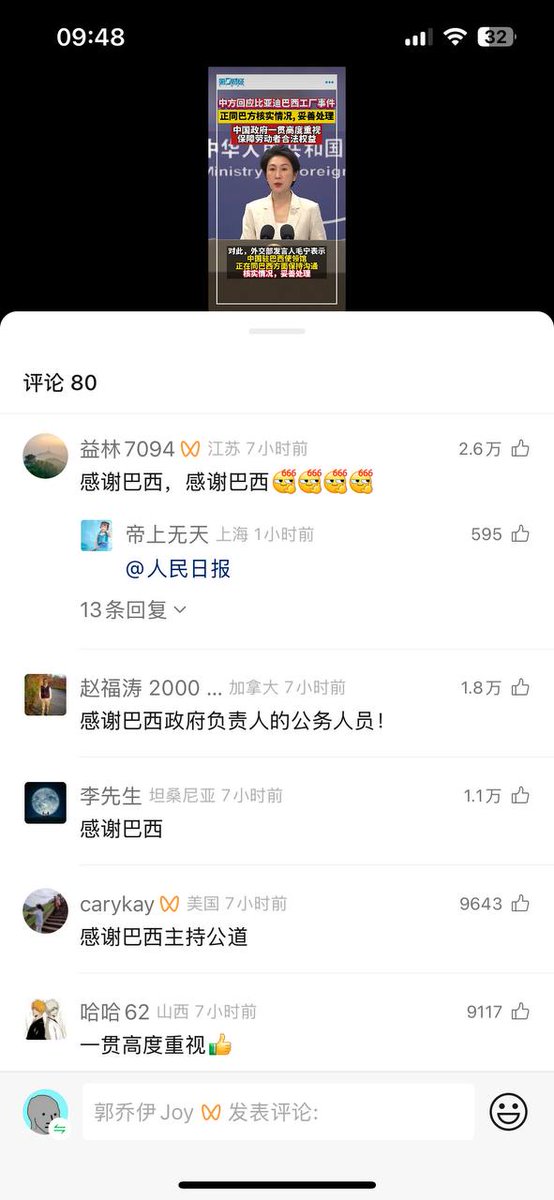 09:48
32
第一财经
中方回应比亚迪巴西工厂事件
正同巴方核实情况,妥善处理
中国政府一贯高度重视
保障劳动者合法权益
中华人民共和国
Ministry Foreign
对此,外交部发言人毛宁表示
中国驻巴西使领馆
正在同巴西方面保持沟通
核实情况,妥善处理
评论 80
益林7094 江苏 7小时前 2.6万
感谢巴西,感谢巴西
666 666 666 666
帝上无天 上海 1小时前 595
@人民日报
13条回复
赵福涛 2000 ... 加拿大 7小时前 1.8万
感谢巴西政府负责人的公务人员!
李先生 坦桑尼亚 7小时前 1.1万
感谢巴西
carykay 美国 7小时前 9643
感谢巴西主持公道
哈哈62 山西 7小时前 9117
一贯高度重视
郭乔伊Joy 发表评论: